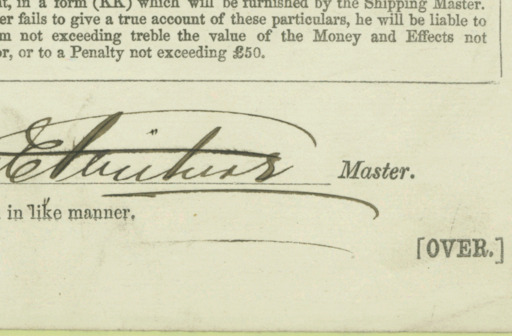 nt, in a form (KK) which will be furnished by the Shipping Master.
er fails to give a true account of these particulars, he will be liable to
m not exceeding treble the value of the Money and Effects not
or, or to a Penalty not exceeding £50.
Master.
in like manner.
[OVER.]